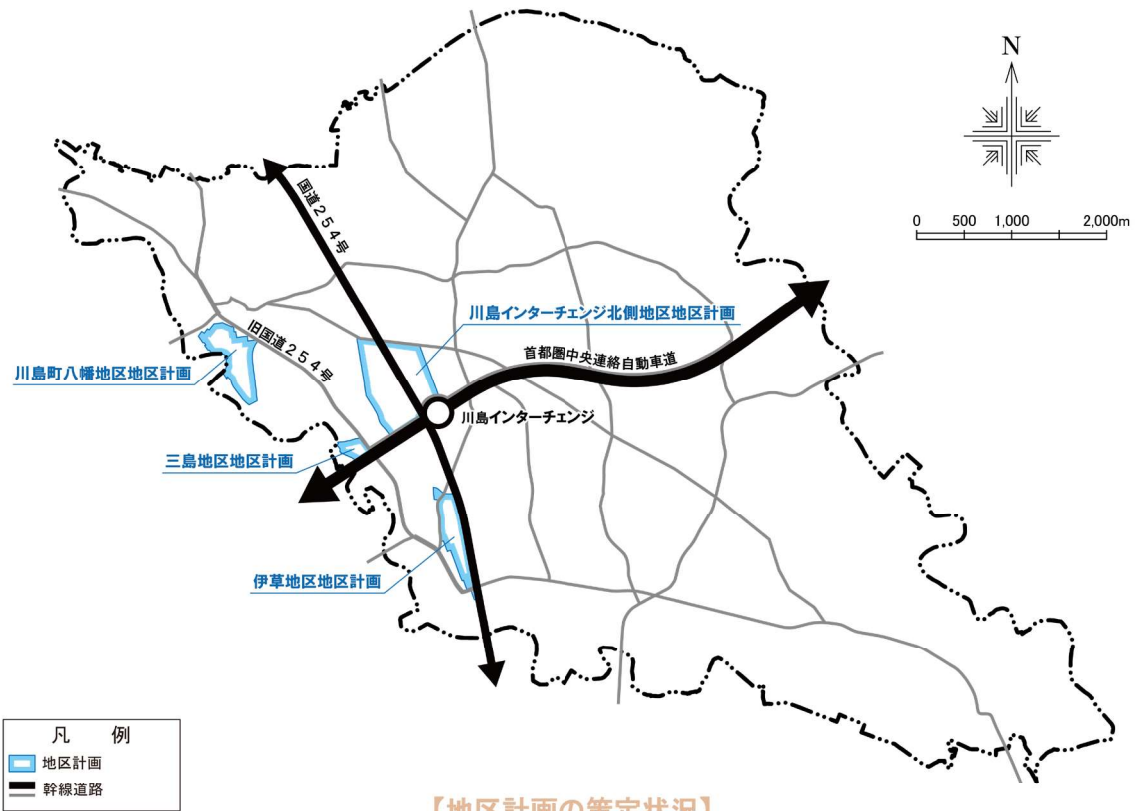 N
0 500 1,000 2,000m
国道254号
川島インターチェンジ北側地区地区計画
旧国道254号
首都圏中央連絡自動車道
川島町八幡地区地区計画
川島インターチェンジ
三島地区地区計画
伊草地区地区計画
凡 例
地区計画
幹線道路
【地区計画の策定状況】